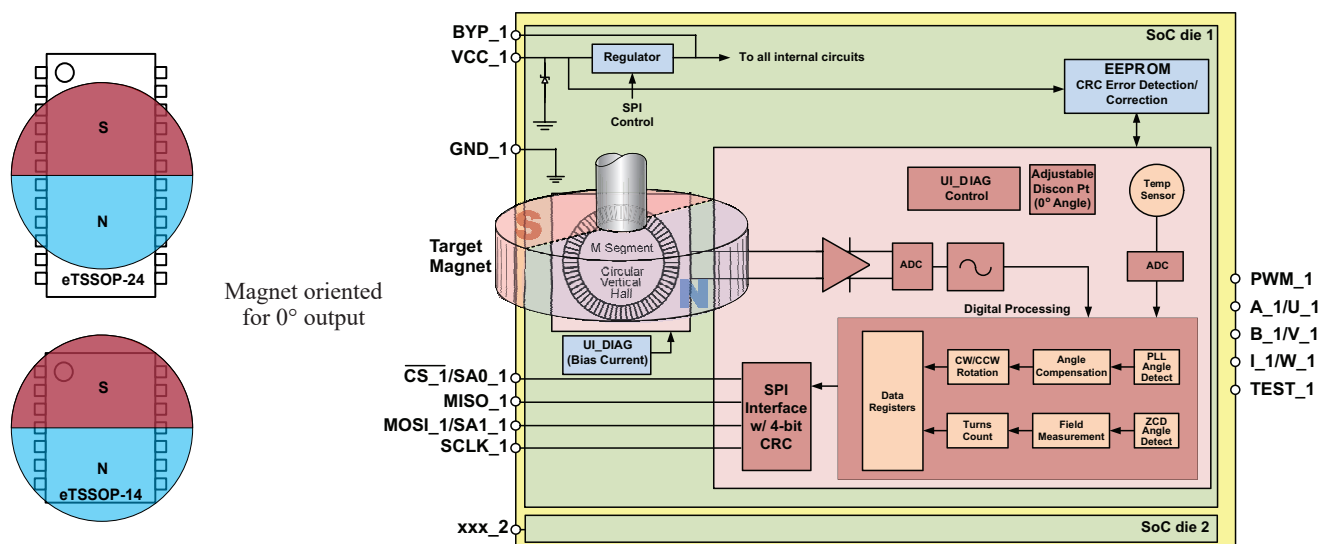 S
N
eTSSOP-24
Magnet oriented
for 0° output
S
N
eTSSOP-14
BYP_1
VCC_1
GND_1
Target
Magnet
CS_1/SA0_1
MISO_1
MOSI_1/SA1_1
SCLK_1
xxx_2
SoC die 1
Regulator
To all internal circuits
SPI
Control
EEPROM
CRC Error Detection/
Correction
UI_DIAG
Control
Adjustable
Discon Pt
(0° Angle)
Temp
Sensor
S
M Segment
Circular
Vertical
Hall
N
ADC
ADC
UI_DIAG
(Bias Current)
Digital Processing
SPI
Interface
w/ 4-bit
CRC
Data
Registers
CW/CCW
Rotation
Angle
Compensation
PLL
Angle
Detect
Turns
Count
Field
Measurement
ZCD
Angle
Detect
PWM_1
A_1/U_1
B_1/V_1
I_1/W_1
TEST_1
SoC die 2